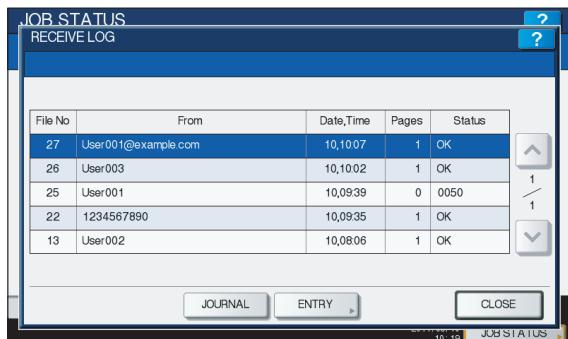 JOB STATUS ?
RECEIVE LOG ?
File No From Date,Time Pages Status
27 User001@example.com 10,10:07 1 OK
26 User003 10,10:02 1 OK
25 User001 10,09:39 0 0050
22 1234567890 10,09:35 1 OK
13 User002 10,08:06 1 OK
1
1
JOURNAL ENTRY CLOSE
JOB STATUS